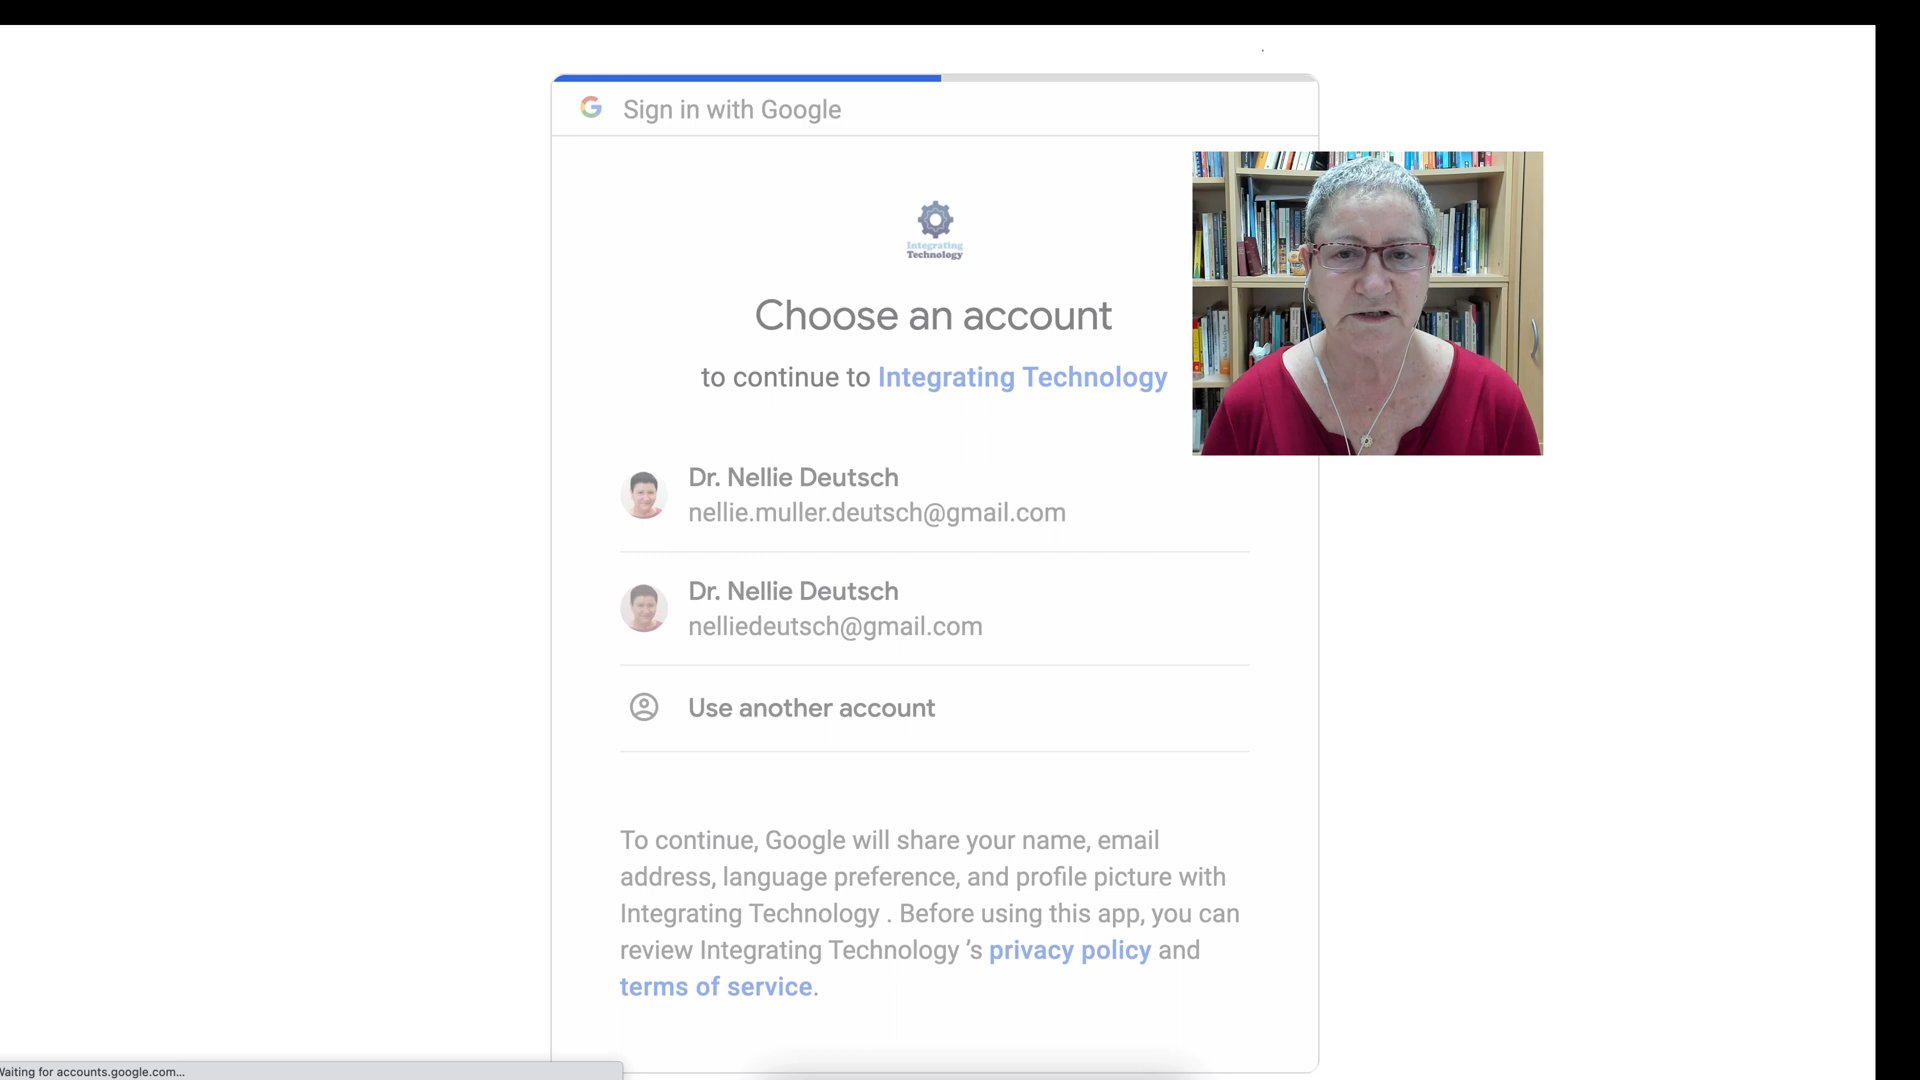 Sign in with Google
Integrating
Technology
Choose an account
to continue to Integrating Technology
Dr. Nellie Deutsch
nellie.muller.deutsch@gmail.com
Dr. Nellie Deutsch
nelliedeutsch@gmail.com
Use another account
To continue, Google will share your name, email
address, language preference, and profile picture with
Integrating Technology . Before using this app, you can
review Integrating Technology ’s privacy policy and
terms of service.
Waiting for accounts.google.com...